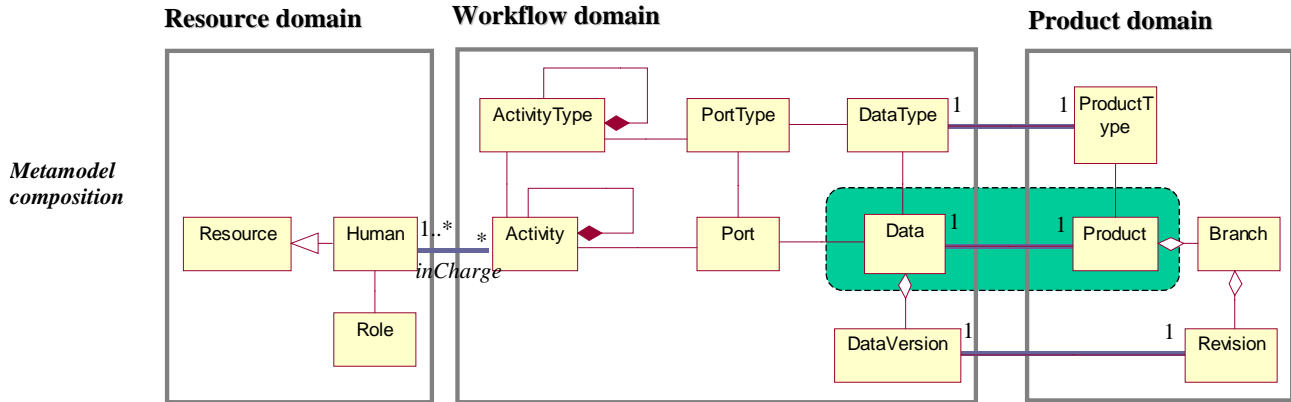 Resource domain
Workflow domain
Product domain
Metamodel
composition
ActivityType
PortType
DataType
1
1
ProductT
ype
Resource
Human
1..*
*
inCharge
Activity
Port
Data
1
1
Product
Branch
Role
DataVersion
1
1
Revision